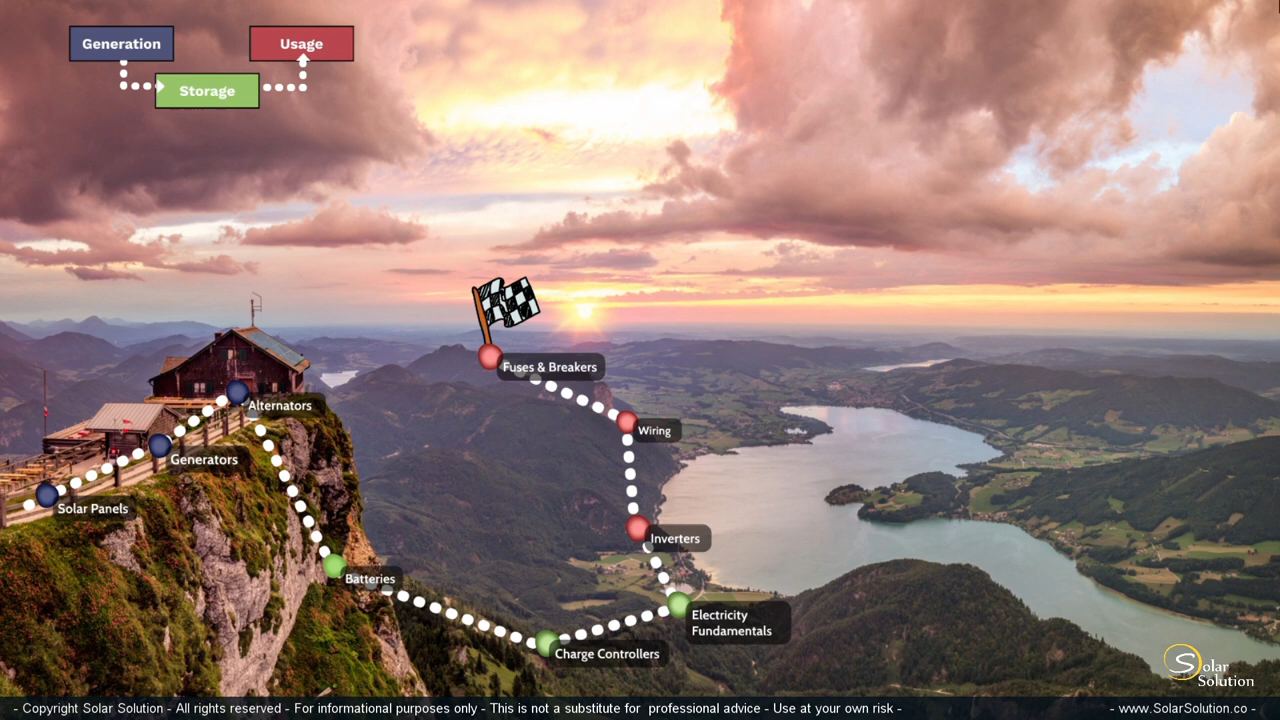 Generation
Usage
Storage
Fuses & Breakers
Alternators
Wiring
Generators
Solar Panels
Inverters
Batteries
Electricity
Fundamentals
Charge Controllers
Solar
Solution
- Copyright Solar Solution - All rights reserved - For informational purposes only - This is not a substitute for professional advice - Use at your own risk -
- www.SolarSolution.co -